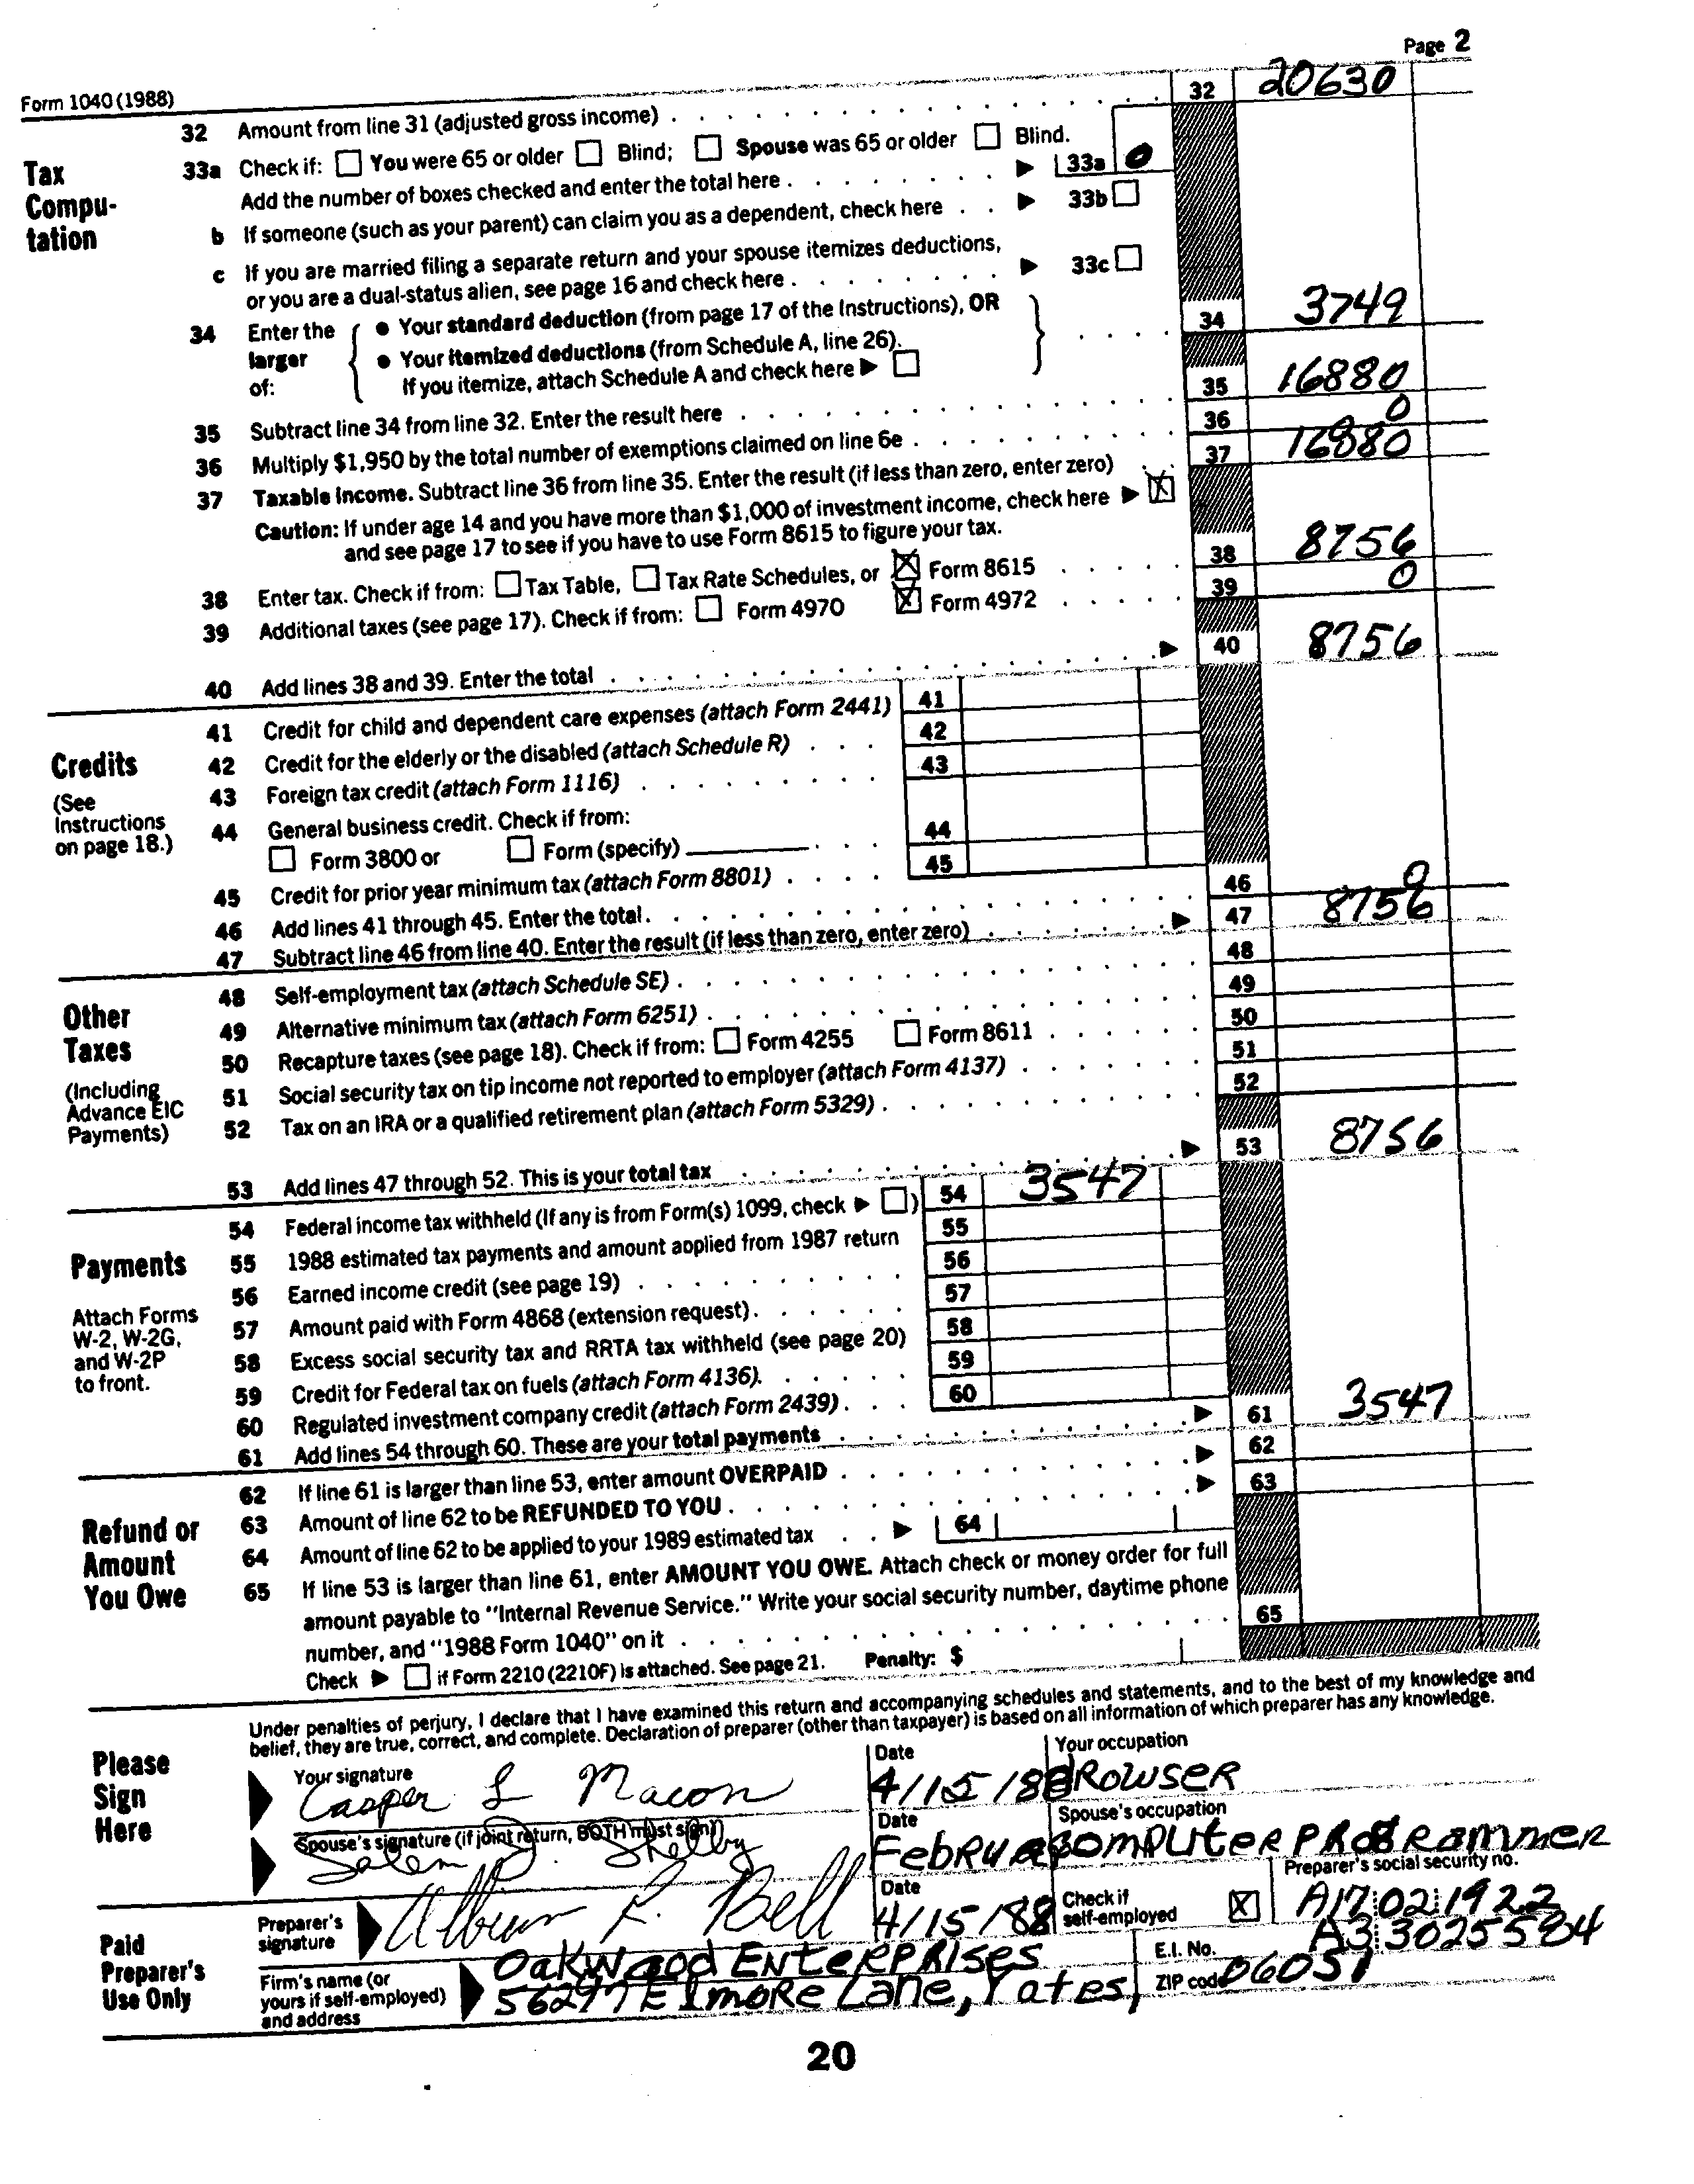 Page 2
Form 1040 (1988)
32 Amount from line 31 (adjusted gross income) 32 20630
Tax Computation
33a Check if: You were 65 or older Blind; Spouse was 65 or older Blind.
Add the number of boxes checked and enter the total here 33a 0
b If someone (such as your parent) can claim you as a dependent, check here 33b
c If you are married filing a separate return and your spouse itemizes deductions,
or you are a dual-status alien, see page 16 and check here 33c
34 Enter the larger of: • Your standard deduction (from page 17 of the Instructions), OR
• Your itemized deductions (from Schedule A, line 26).
If you itemize, attach Schedule A and check here 34 3749
35 Subtract line 34 from line 32. Enter the result here 35 16880
36 Multiply $1,950 by the total number of exemptions claimed on line 6e 36 0
37 Taxable income. Subtract line 36 from line 35. Enter the result (if less than zero, enter zero) 37 16880
Caution: If under age 14 and you have more than $1,000 of investment income, check here X
and see page 17 to see if you have to use Form 8615 to figure your tax.
38 Enter tax. Check if from: Tax Table, Tax Rate Schedules, or X Form 8615 38 8756
39 Additional taxes (see page 17). Check if from: Form 4970 X Form 4972 39 0
40 Add lines 38 and 39. Enter the total 40 8756
Credits
(See Instructions on page 18.)
41 Credit for child and dependent care expenses (attach Form 2441) 41
42 Credit for the elderly or the disabled (attach Schedule R) 42
43 Foreign tax credit (attach Form 1116) 43
44 General business credit. Check if from:
Form 3800 or Form (specify) 44
45 Credit for prior year minimum tax (attach Form 8801) 45
46 Add lines 41 through 45. Enter the total 46 0
47 Subtract line 46 from line 40. Enter the result (if less than zero, enter zero) 47 8756
Other Taxes
(Including Advance EIC Payments)
48 Self-employment tax (attach Schedule SE) 48
49 Alternative minimum tax (attach Form 6251) 49
50 Recapture taxes (see page 18). Check if from: Form 4255 Form 8611 50
51 Social security tax on tip income not reported to employer (attach Form 4137) 51
52 Tax on an IRA or a qualified retirement plan (attach Form 5329) 52
53 Add lines 47 through 52. This is your total tax 53 8756
Payments
Attach Forms W-2, W-2G, and W-2P to front.
54 Federal income tax withheld (If any is from Form(s) 1099, check ) 54 3547
55 1988 estimated tax payments and amount applied from 1987 return 55
56 Earned income credit (see page 19) 56
57 Amount paid with Form 4868 (extension request) 57
58 Excess social security tax and RRTA tax withheld (see page 20) 58
59 Credit for Federal tax on fuels (attach Form 4136). 59
60 Regulated investment company credit (attach Form 2439) 60
61 Add lines 54 through 60. These are your total payments 61 3547
Refund or Amount You Owe
62 If line 61 is larger than line 53, enter amount OVERPAID 62
63 Amount of line 62 to be REFUNDED TO YOU 63
64 Amount of line 62 to be applied to your 1989 estimated tax 64
65 If line 53 is larger than line 61, enter AMOUNT YOU OWE. Attach check or money order for full
amount payable to "Internal Revenue Service." Write your social security number, daytime phone
number, and "1988 Form 1040" on it 65
Check if Form 2210 (2210F) is attached. See page 21. Penalty: $
Under penalties of perjury, I declare that I have examined this return and accompanying schedules and statements, and to the best of my knowledge and
belief, they are true, correct, and complete. Declaration of preparer (other than taxpayer) is based on all information of which preparer has any knowledge.
Please Sign Here
Your signature Casper L Macon Date 4/15/88 Your occupation BROWSER
Spouse's signature (if joint return, BOTH must sign) Salem D. Shelby Date Februa Spouse's occupation Computer Programmer
Paid Preparer's Use Only
Preparer's signature Alburn R. Bell Date 4/15/88 Check if self-employed X Preparer's social security no. A17 02 1922
Firm's name (or yours if self-employed) and address Oakwood Enterprises E.I. No. A3 3025584
56297 Elmore Lane, Yates, ZIP code 06051
20